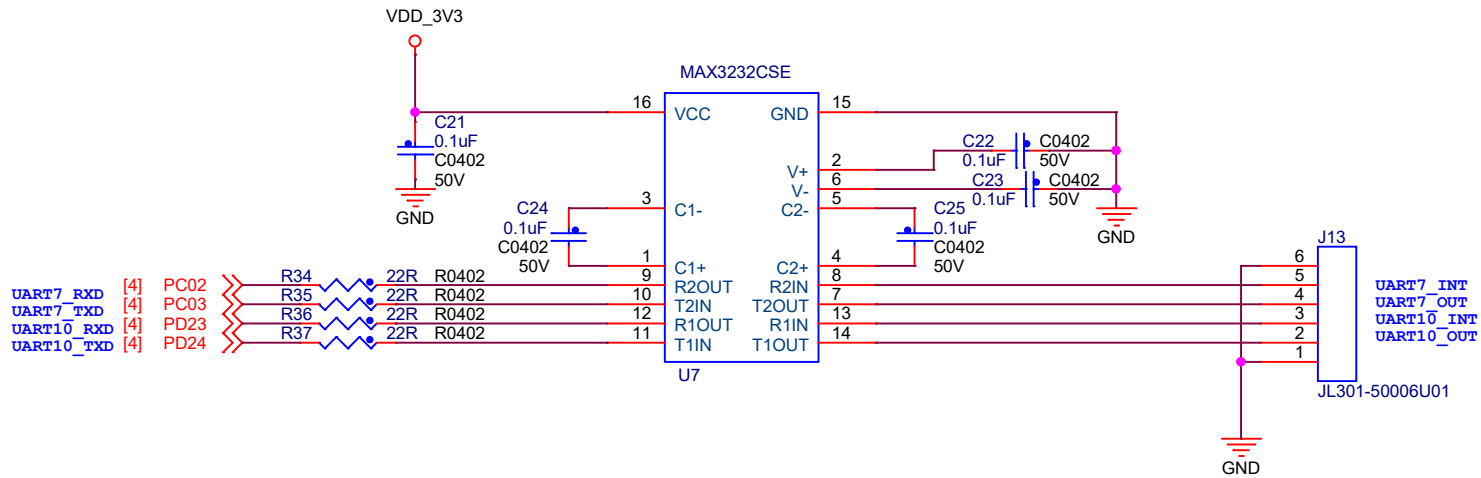 VDD_3V3
MAX3232CSE
16 VCC
GND 15
C21
0.1uF
C0402
50V
GND
V+ 2
C22 C0402
0.1uF 50V
V- 6
C23 C0402
0.1uF 50V
GND
3 C1-
C24
0.1uF
C0402
50V
1 C1+
C2- 5
C25
0.1uF
C0402
50V
C2+ 4
UART7_RXD [4] PC02 R34 22R R0402 9 R2OUT
UART7_TXD [4] PC03 R35 22R R0402 10 T2IN
UART10_RXD [4] PD23 R36 22R R0402 12 R1OUT
UART10_TXD [4] PD24 R37 22R R0402 11 T1IN
R2IN 8
T2OUT 7
R1IN 13
T1OUT 14
U7
J13
6
5 UART7_INT
4 UART7_OUT
3 UART10_INT
2 UART10_OUT
1
JL301-50006U01
GND